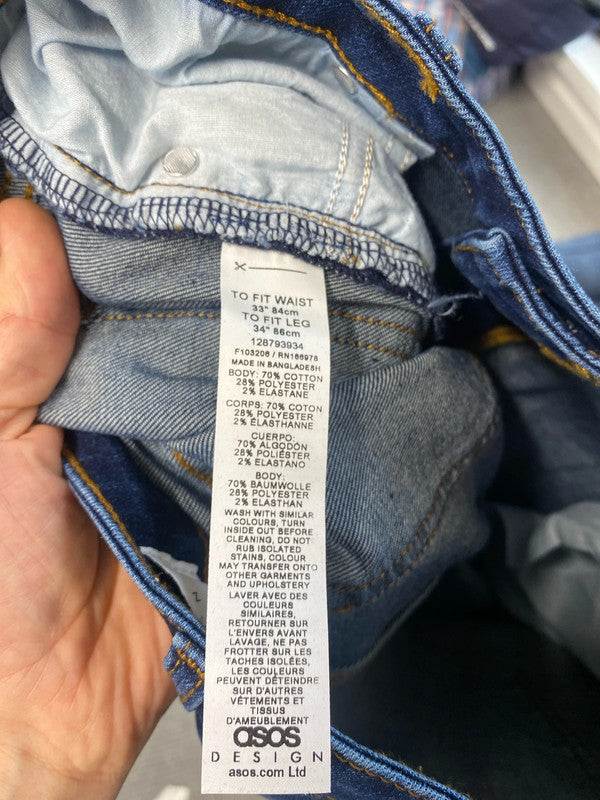 TO FIT WAIST
33" 84cm
TO FIT LEG
34" 86cm
128793934
F103208 / RN166978
MADE IN BANGLADESH
BODY: 70% COTTON
28% POLYESTER
2% ELASTANE
CORPS: 70% COTON
28% POLYESTER
2% ÉLASTHANNE
CUERPO:
70% ALGODÓN
28% POLIÉSTER
2% ELASTANO
BODY:
70% BAUMWOLLE
28% POLYESTER
2% ELASTHAN
WASH WITH SIMILAR
COLOURS, TURN
INSIDE OUT BEFORE
CLEANING, DO NOT
RUB ISOLATED
STAINS, COLOUR
MAY TRANSFER ONTO
OTHER GARMENTS
AND UPHOLSTERY
LAVER AVEC DES
COULEURS
SIMILAIRES,
RETOURNER SUR
L'ENVERS AVANT
LAVAGE, NE PAS
FROTTER SUR LES
TACHES ISOLÉES,
LES COULEURS
PEUVENT DÉTEINDRE
SUR D'AUTRES
VÊTEMENTS ET
TISSUS
D'AMEUBLEMENT
asos
DESIGN
asos.com Ltd
2